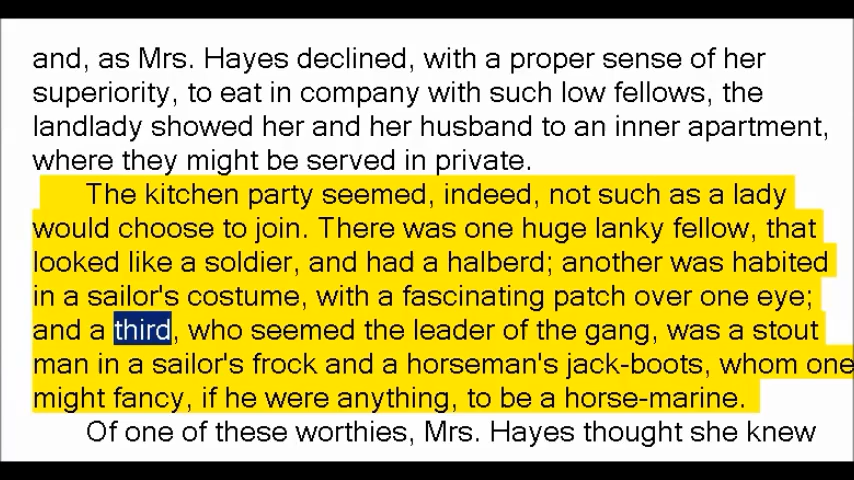 and, as Mrs. Hayes declined, with a proper sense of her
superiority, to eat in company with such low fellows, the
landlady showed her and her husband to an inner apartment,
where they might be served in private.
The kitchen party seemed, indeed, not such as a lady
would choose to join. There was one huge lanky fellow, that
looked like a soldier, and had a halberd; another was habited
in a sailor's costume, with a fascinating patch over one eye;
and a third, who seemed the leader of the gang, was a stout
man in a sailor's frock and a horseman's jack-boots, whom one
might fancy, if he were anything, to be a horse-marine.
Of one of these worthies, Mrs. Hayes thought she knew